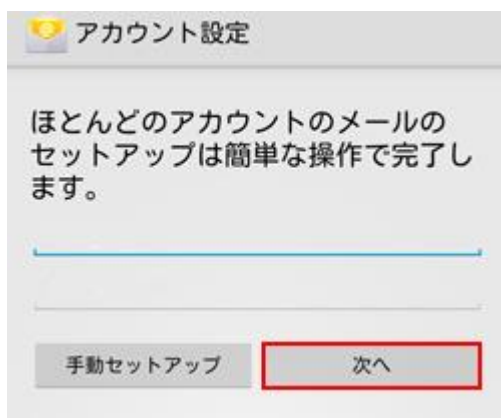 アカウント設定
ほとんどのアカウントのメールの
セットアップは簡単な操作で完了し
ます。
手動セットアップ
次へ